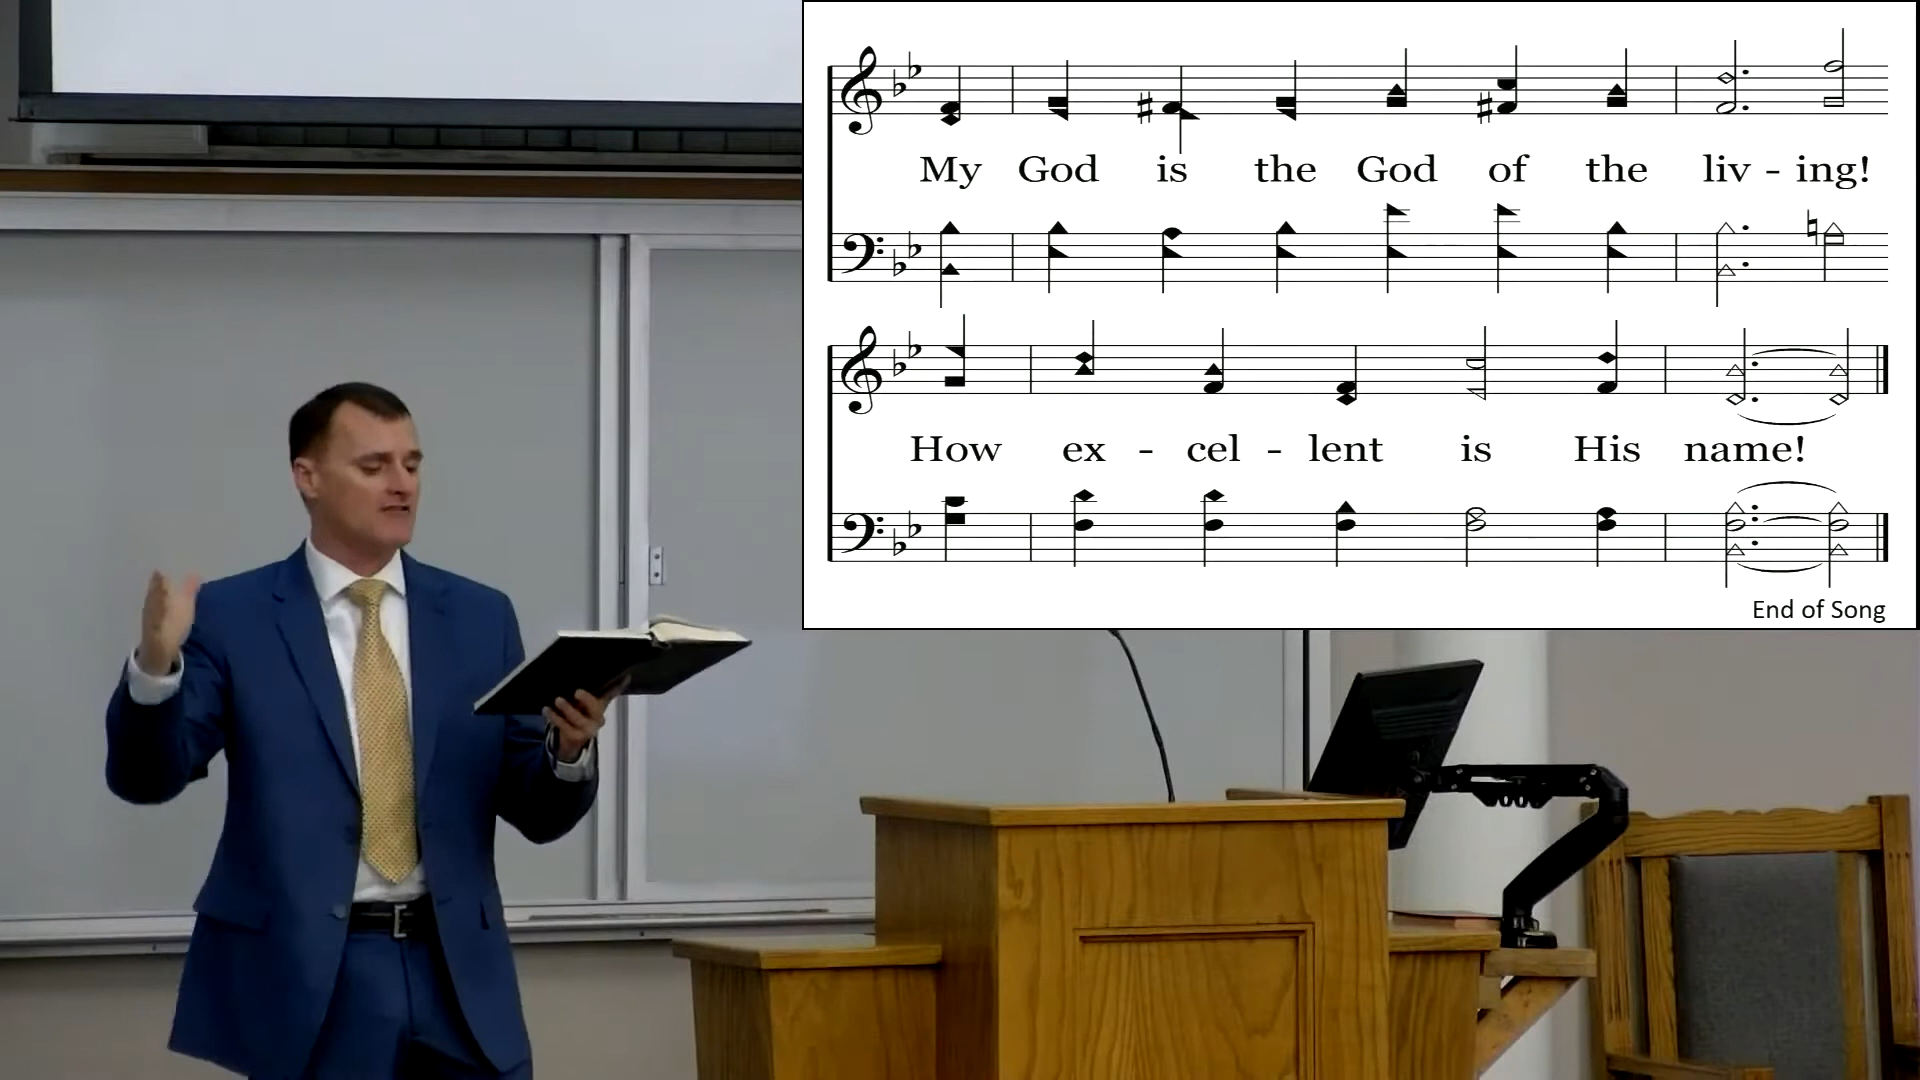 My God is the God of the liv - ing!
How ex - cel - lent is His name!
End of Song